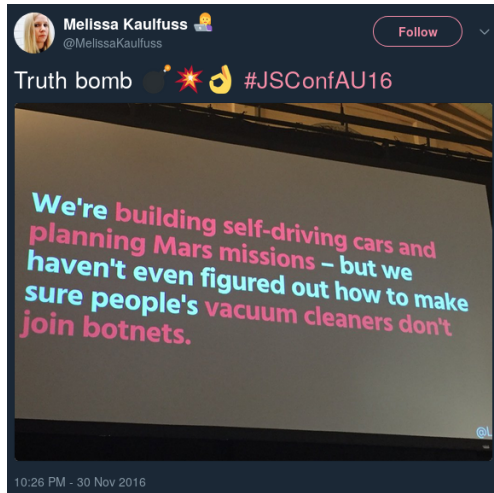 Melissa Kaulfuss 👩‍💻
@MelissaKaulfuss
Follow
Truth bomb 💣💥👌 #JSConfAU16
We're building self-driving cars and
planning Mars missions – but we
haven't even figured out how to make
sure people's vacuum cleaners don't
join botnets.
10:26 PM - 30 Nov 2016